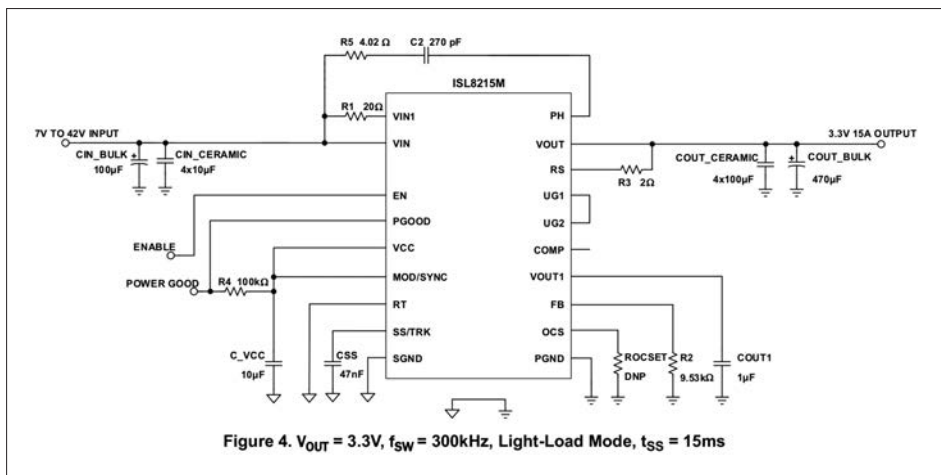 R5 4.02 Ω
C2 270 pF
ISL8215M
R1 20Ω
VIN1
PH
7V TO 42V INPUT
VIN
VOUT
3.3V 15A OUTPUT
CIN_BULK
100µF
CIN_CERAMIC
4x10µF
RS
R3 2Ω
COUT_CERAMIC
4x100µF
COUT_BULK
470µF
EN
UG1
PGOOD
UG2
ENABLE
VCC
COMP
POWER GOOD
R4 100kΩ
MOD/SYNC
VOUT1
RT
FB
SS/TRK
OCS
C_VCC
10µF
CSS
47nF
SGND
PGND
ROCSET
DNP
R2
9.53kΩ
COUT1
1µF
Figure 4. VOUT = 3.3V, fSW = 300kHz, Light-Load Mode, tSS = 15ms